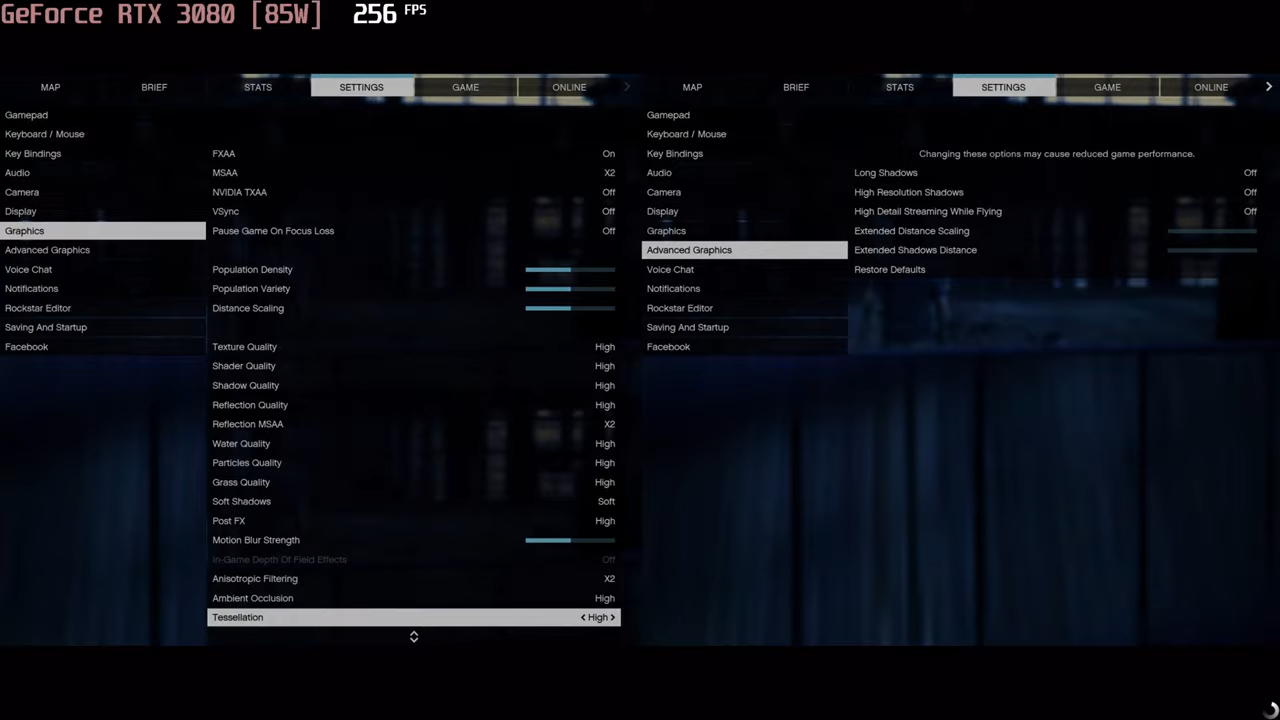 GeForce RTX 3080 [85W] 256 FPS
MAP BRIEF STATS SETTINGS GAME ONLINE
Gamepad
Keyboard / Mouse
Key Bindings
Audio
Camera
Display
Graphics
Advanced Graphics
Voice Chat
Notifications
Rockstar Editor
Saving And Startup
Facebook
FXAA On
MSAA X2
NVIDIA TXAA Off
VSync Off
Pause Game On Focus Loss Off
Population Density
Population Variety
Distance Scaling
Texture Quality High
Shader Quality High
Shadow Quality High
Reflection Quality High
Reflection MSAA X2
Water Quality High
Particles Quality High
Grass Quality High
Soft Shadows Soft
Post FX High
Motion Blur Strength
In-Game Depth Of Field Effects Off
Anisotropic Filtering X2
Ambient Occlusion High
Tessellation < High >
MAP BRIEF STATS SETTINGS GAME ONLINE
Gamepad
Keyboard / Mouse
Key Bindings
Audio
Camera
Display
Graphics
Advanced Graphics
Voice Chat
Notifications
Rockstar Editor
Saving And Startup
Facebook
Changing these options may cause reduced game performance.
Long Shadows Off
High Resolution Shadows Off
High Detail Streaming While Flying Off
Extended Distance Scaling
Extended Shadows Distance
Restore Defaults